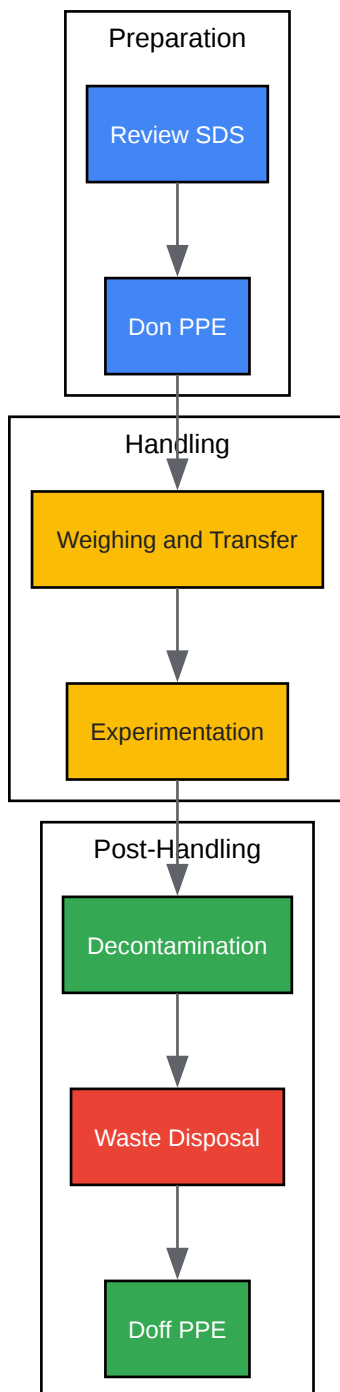 Preparation
Review SDS
Don PPE
Handling
Weighing and Transfer
Experimentation
Post-Handling
Decontamination
Waste Disposal
Doff PPE